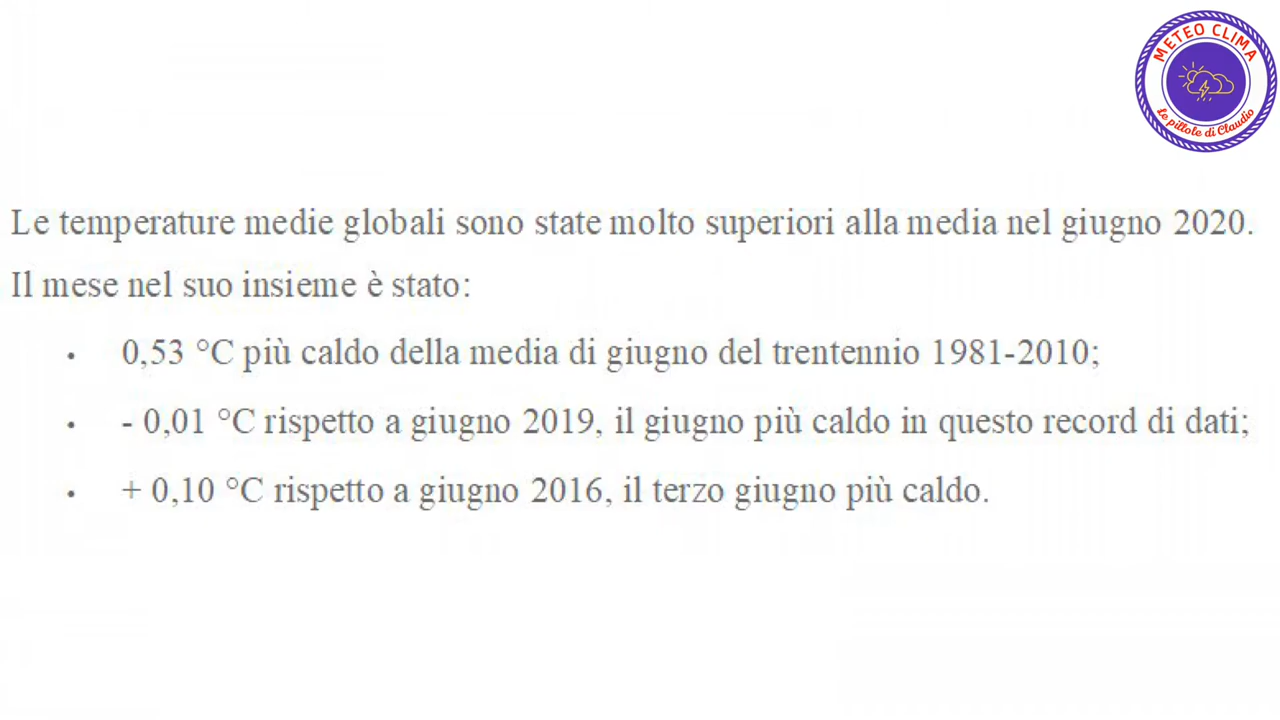 METEO CLIMA
Le pillole di Claudio
Le temperature medie globali sono state molto superiori alla media nel giugno 2020.
Il mese nel suo insieme è stato:
• 0,53 °C più caldo della media di giugno del trentennio 1981-2010;
• - 0,01 °C rispetto a giugno 2019, il giugno più caldo in questo record di dati;
• + 0,10 °C rispetto a giugno 2016, il terzo giugno più caldo.